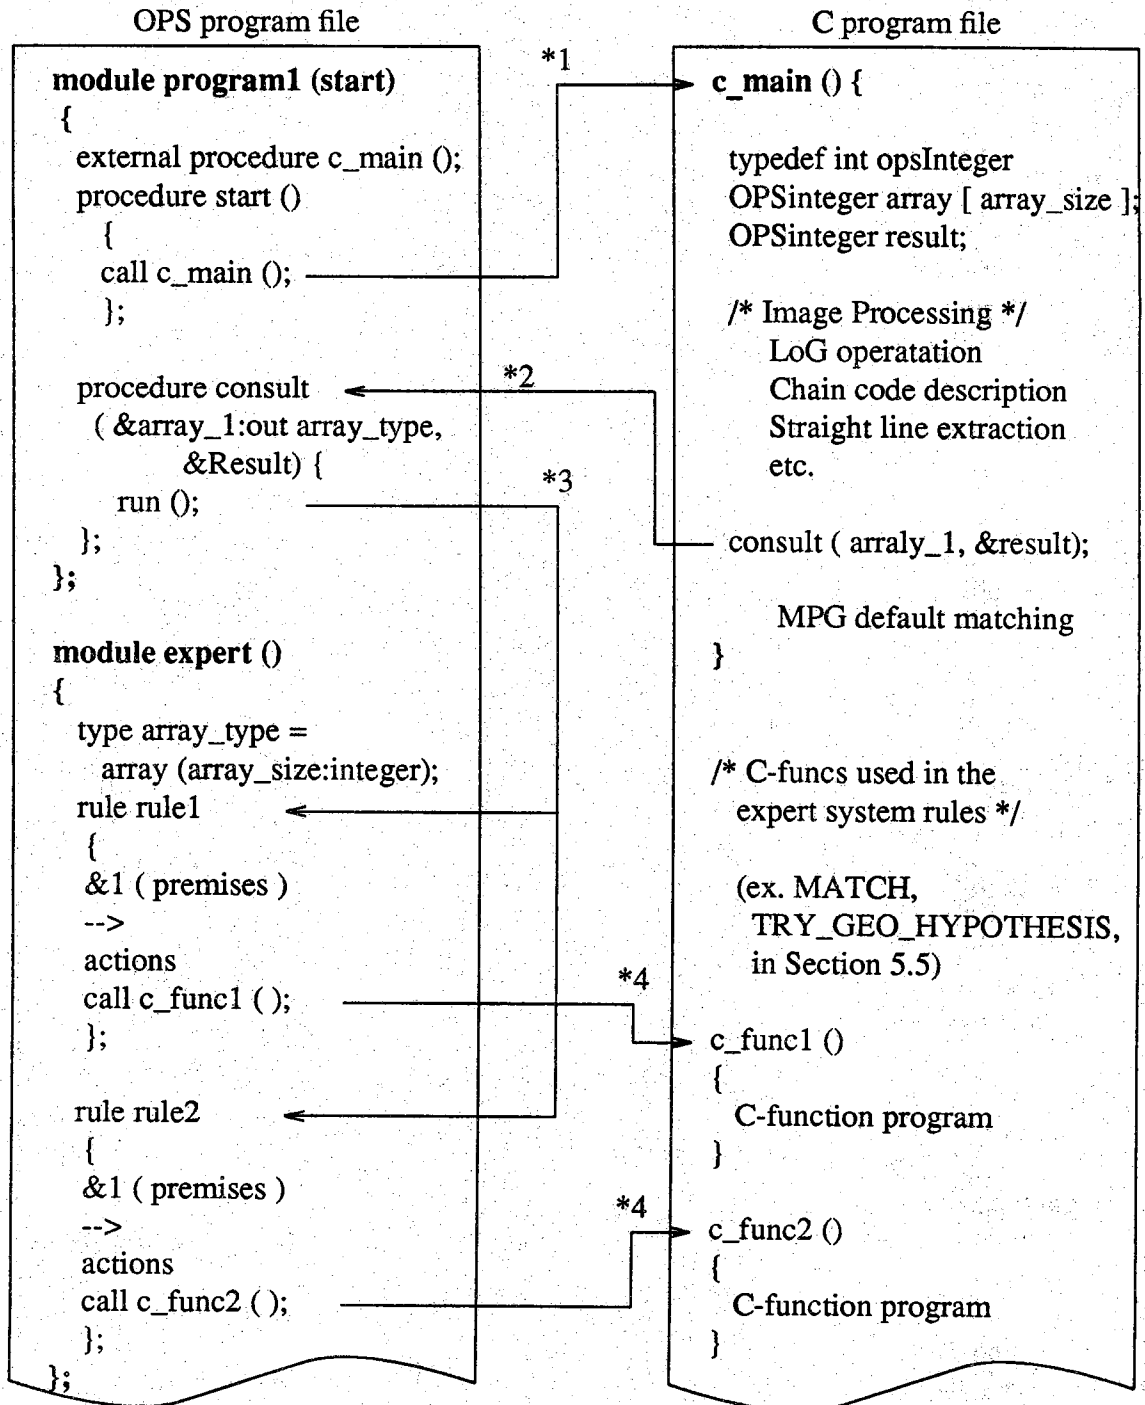 OPS program file
module program1 (start)
{
external procedure c_main ();
procedure start ()
{
call c_main ();
};
procedure consult
( &array_1:out array_type,
&Result) {
run ();
};
};
module expert ()
{
type array_type =
array (array_size:integer);
rule rule1
{
&1 ( premises )
-->
actions
call c_func1 ( );
};
rule rule2
{
&1 ( premises )
-->
actions
call c_func2 ( );
};
};
*1
*2
*3
*4
*4
C program file
c_main () {
typedef int opsInteger
OPSinteger array [ array_size ];
OPSinteger result;
/* Image Processing */
LoG operatation
Chain code description
Straight line extraction
etc.
consult ( arraly_1, &result);
MPG default matching
}
/* C-funcs used in the
expert system rules */
(ex. MATCH,
TRY_GEO_HYPOTHESIS,
in Section 5.5)
c_func1 ()
{
C-function program
}
c_func2 ()
{
C-function program
}